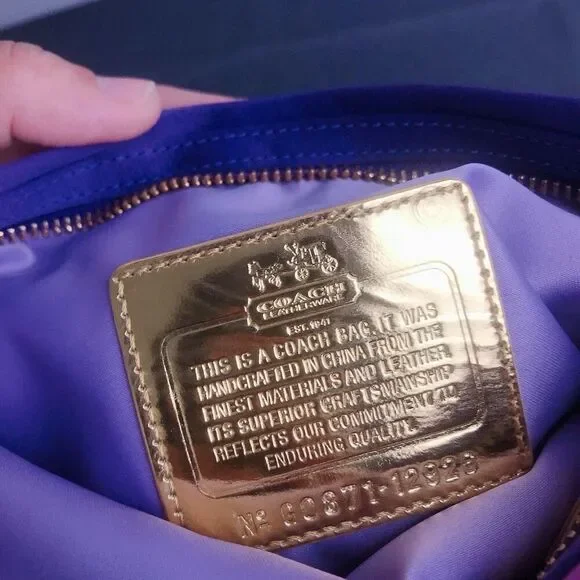 COACH
LEATHERWARE
EST. 1941
THIS IS A COACH BAG. IT WAS
HANDCRAFTED IN CHINA FROM THE
FINEST MATERIALS AND LEATHER.
ITS SUPERIOR CRAFTSMANSHIP
REFLECTS OUR COMMITMENT TO
ENDURING QUALITY.
Nº G0871-12928